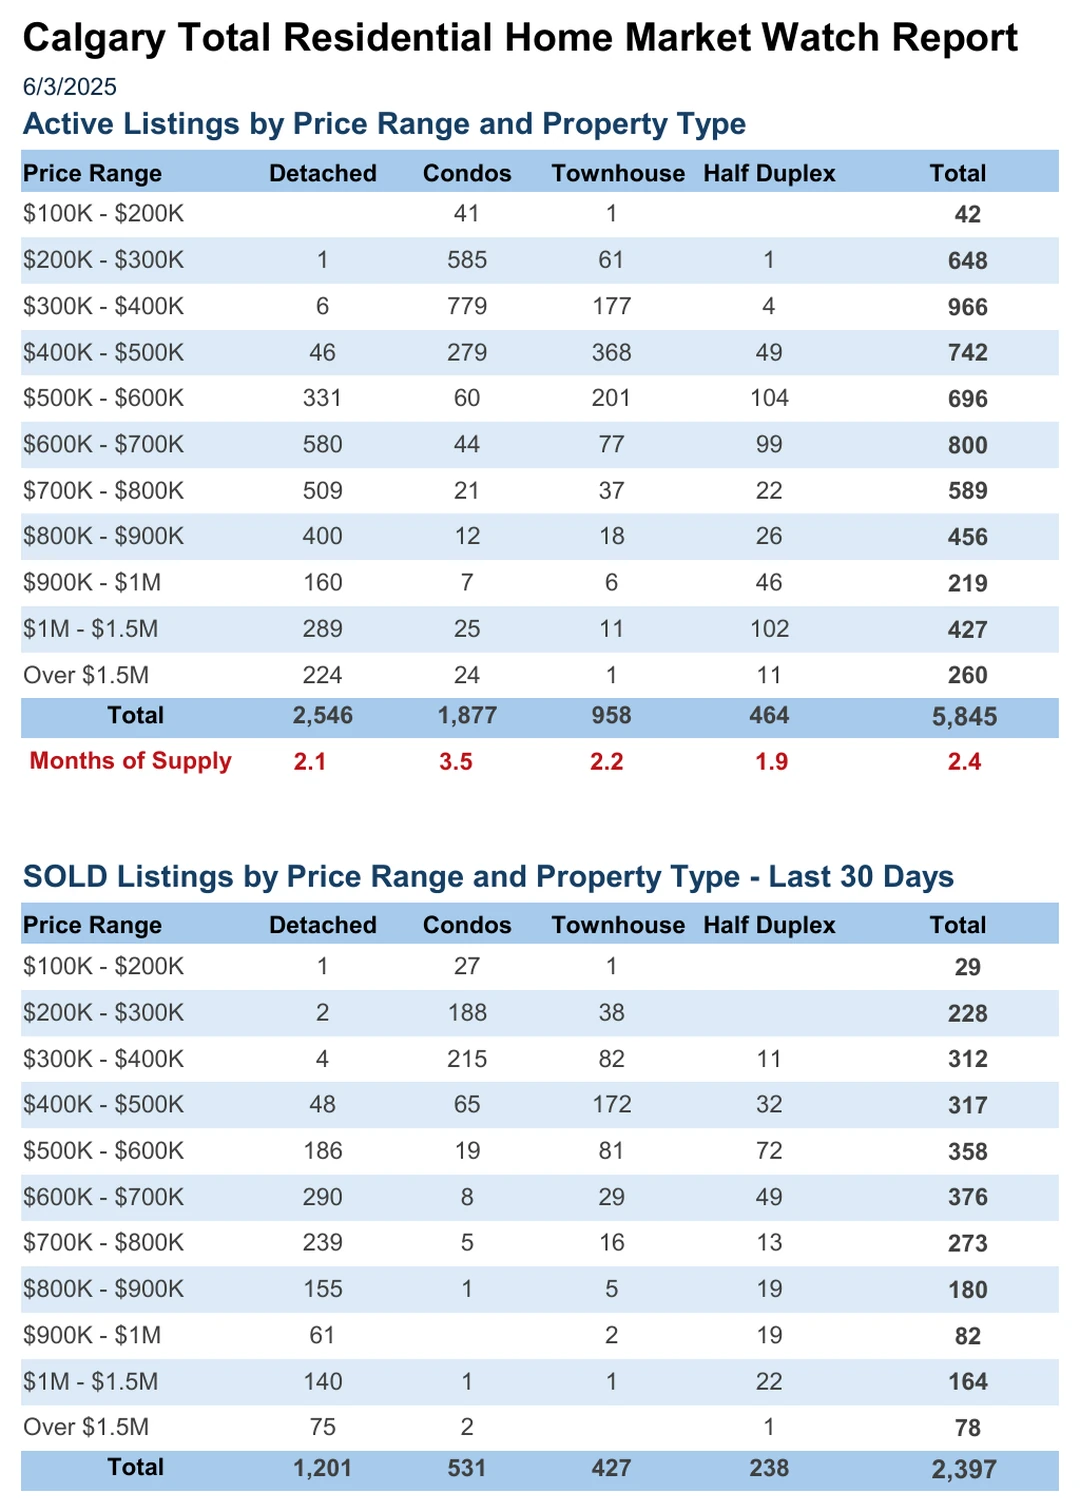 Calgary Total Residential Home Market Watch Report
6/3/2025
Active Listings by Price Range and Property Type
Price Range Detached Condos Townhouse Half Duplex Total
$100K - $200K 41 1 42
$200K - $300K 1 585 61 1 648
$300K - $400K 6 779 177 4 966
$400K - $500K 46 279 368 49 742
$500K - $600K 331 60 201 104 696
$600K - $700K 580 44 77 99 800
$700K - $800K 509 21 37 22 589
$800K - $900K 400 12 18 26 456
$900K - $1M 160 7 6 46 219
$1M - $1.5M 289 25 11 102 427
Over $1.5M 224 24 1 11 260
Total 2,546 1,877 958 464 5,845
Months of Supply 2.1 3.5 2.2 1.9 2.4
SOLD Listings by Price Range and Property Type - Last 30 Days
Price Range Detached Condos Townhouse Half Duplex Total
$100K - $200K 1 27 1 29
$200K - $300K 2 188 38 228
$300K - $400K 4 215 82 11 312
$400K - $500K 48 65 172 32 317
$500K - $600K 186 19 81 72 358
$600K - $700K 290 8 29 49 376
$700K - $800K 239 5 16 13 273
$800K - $900K 155 1 5 19 180
$900K - $1M 61 2 19 82
$1M - $1.5M 140 1 1 22 164
Over $1.5M 75 2 1 78
Total 1,201 531 427 238 2,397